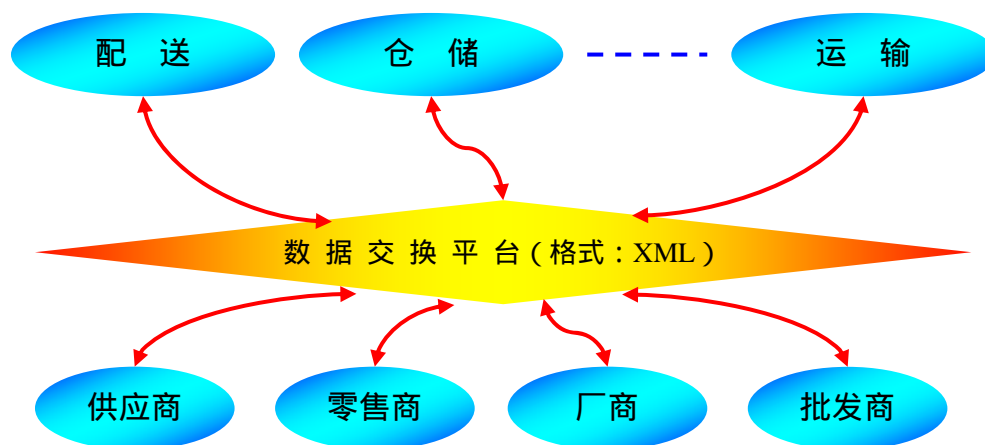 配 送
仓 储
运 输
数 据 交 换 平 台（格式：XML）
供应商
零售商
厂商
批发商